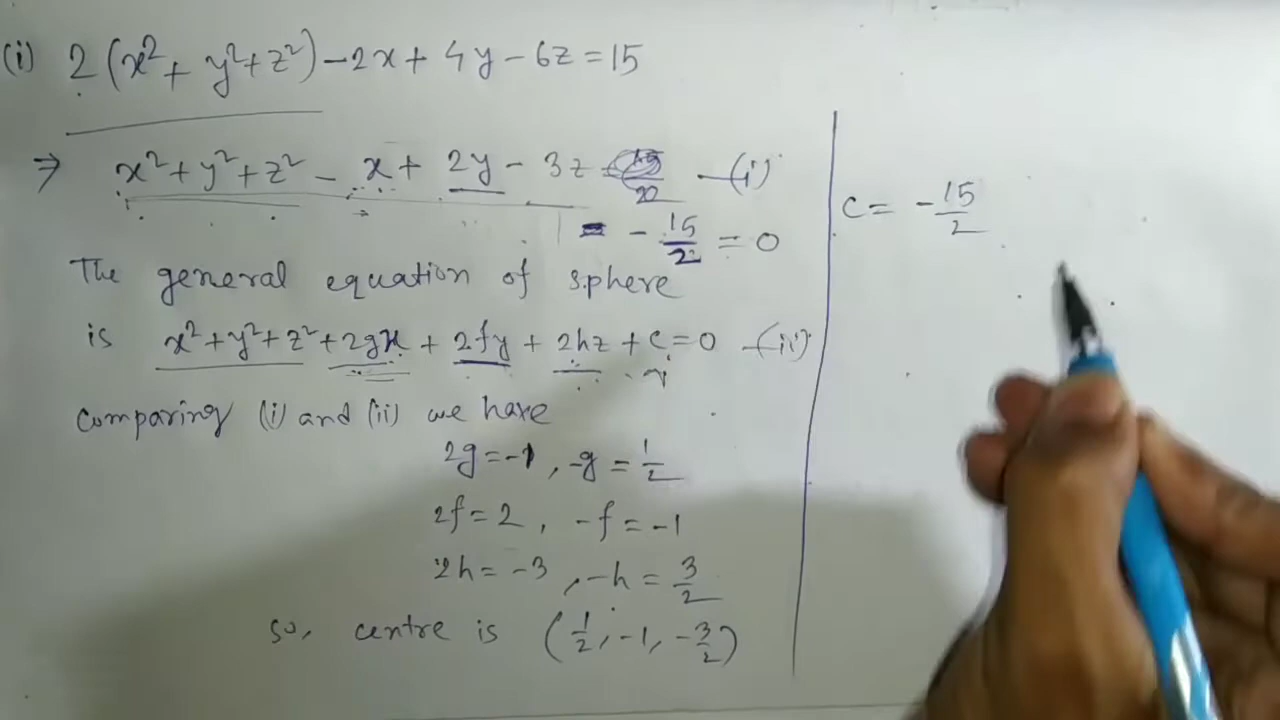 (i) 2(x²+ y²+z²)-2x+4y-6z=15
⇒ x²+y²+z² - x + 2y - 3z -(i)
= - 15/2 = 0
The general equation of sphere
is x²+y²+z²+2gx + 2fy + 2hz + c=0 -(ii)
comparing (i) and (ii) we have
2g=-1, -g = 1/2
2f=2, -f=-1
2h=-3, -h = 3/2
so, centre is (1/2, -1, -3/2)
c= -15/2